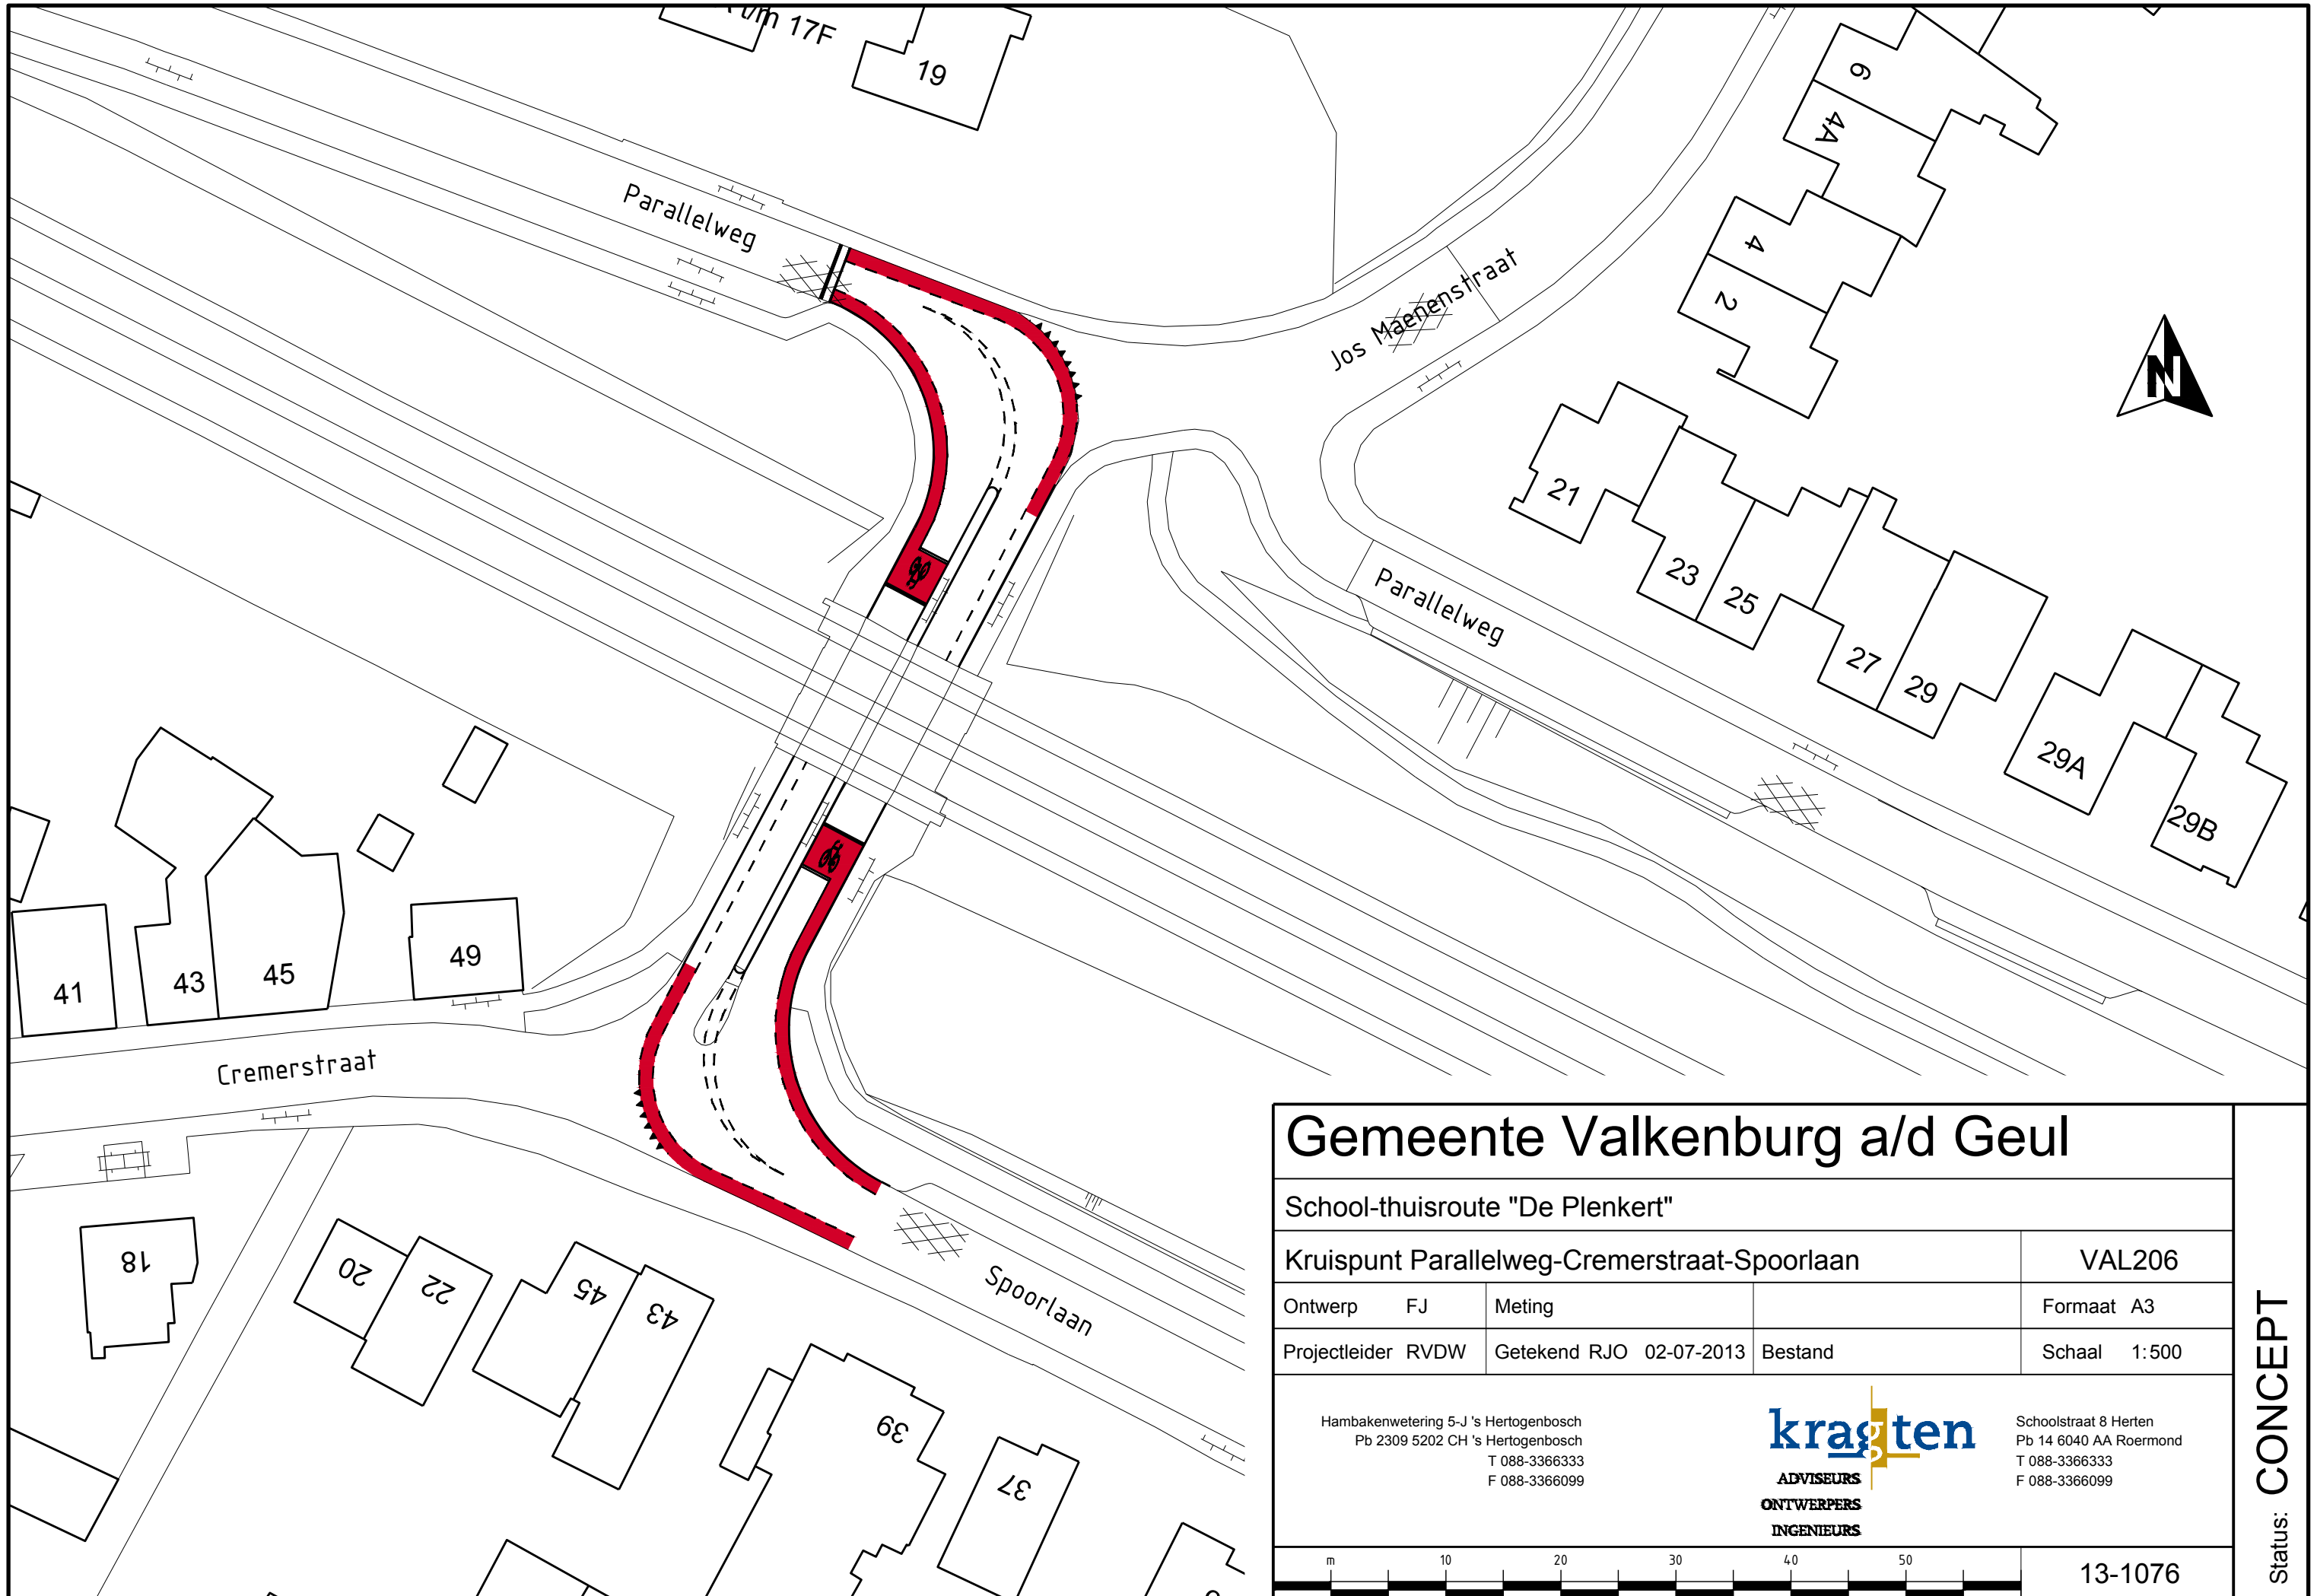 t/m 17F
19
6
4A
4
2
Parallelweg
Jos Maenenstraat
N
21
23
25
27
29
29A
29B
Parallelweg
41
43
45
49
Cremerstraat
18
20
22
45
43
39
37
Spoorlaan
Gemeente Valkenburg a/d Geul
School-thuisroute "De Plenkert"
Kruispunt Parallelweg-Cremerstraat-Spoorlaan VAL206
Ontwerp FJ Meting Formaat A3
Projectleider RVDW Getekend RJO 02-07-2013 Bestand Schaal 1:500
Hambakenwetering 5-J 's Hertogenbosch
Pb 2309 5202 CH 's Hertogenbosch
T 088-3366333
F 088-3366099
kragten
ADVISEURS
ONTWERPERS
INGENIEURS
Schoolstraat 8 Herten
Pb 14 6040 AA Roermond
T 088-3366333
F 088-3366099
m 10 20 30 40 50
13-1076
Status: CONCEPT